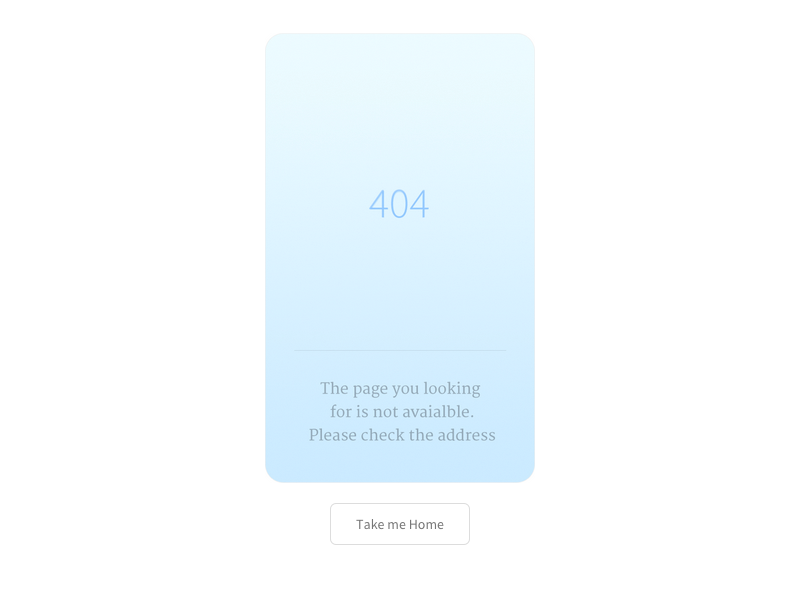 404
The page you looking
for is not avaialble.
Please check the address
Take me Home